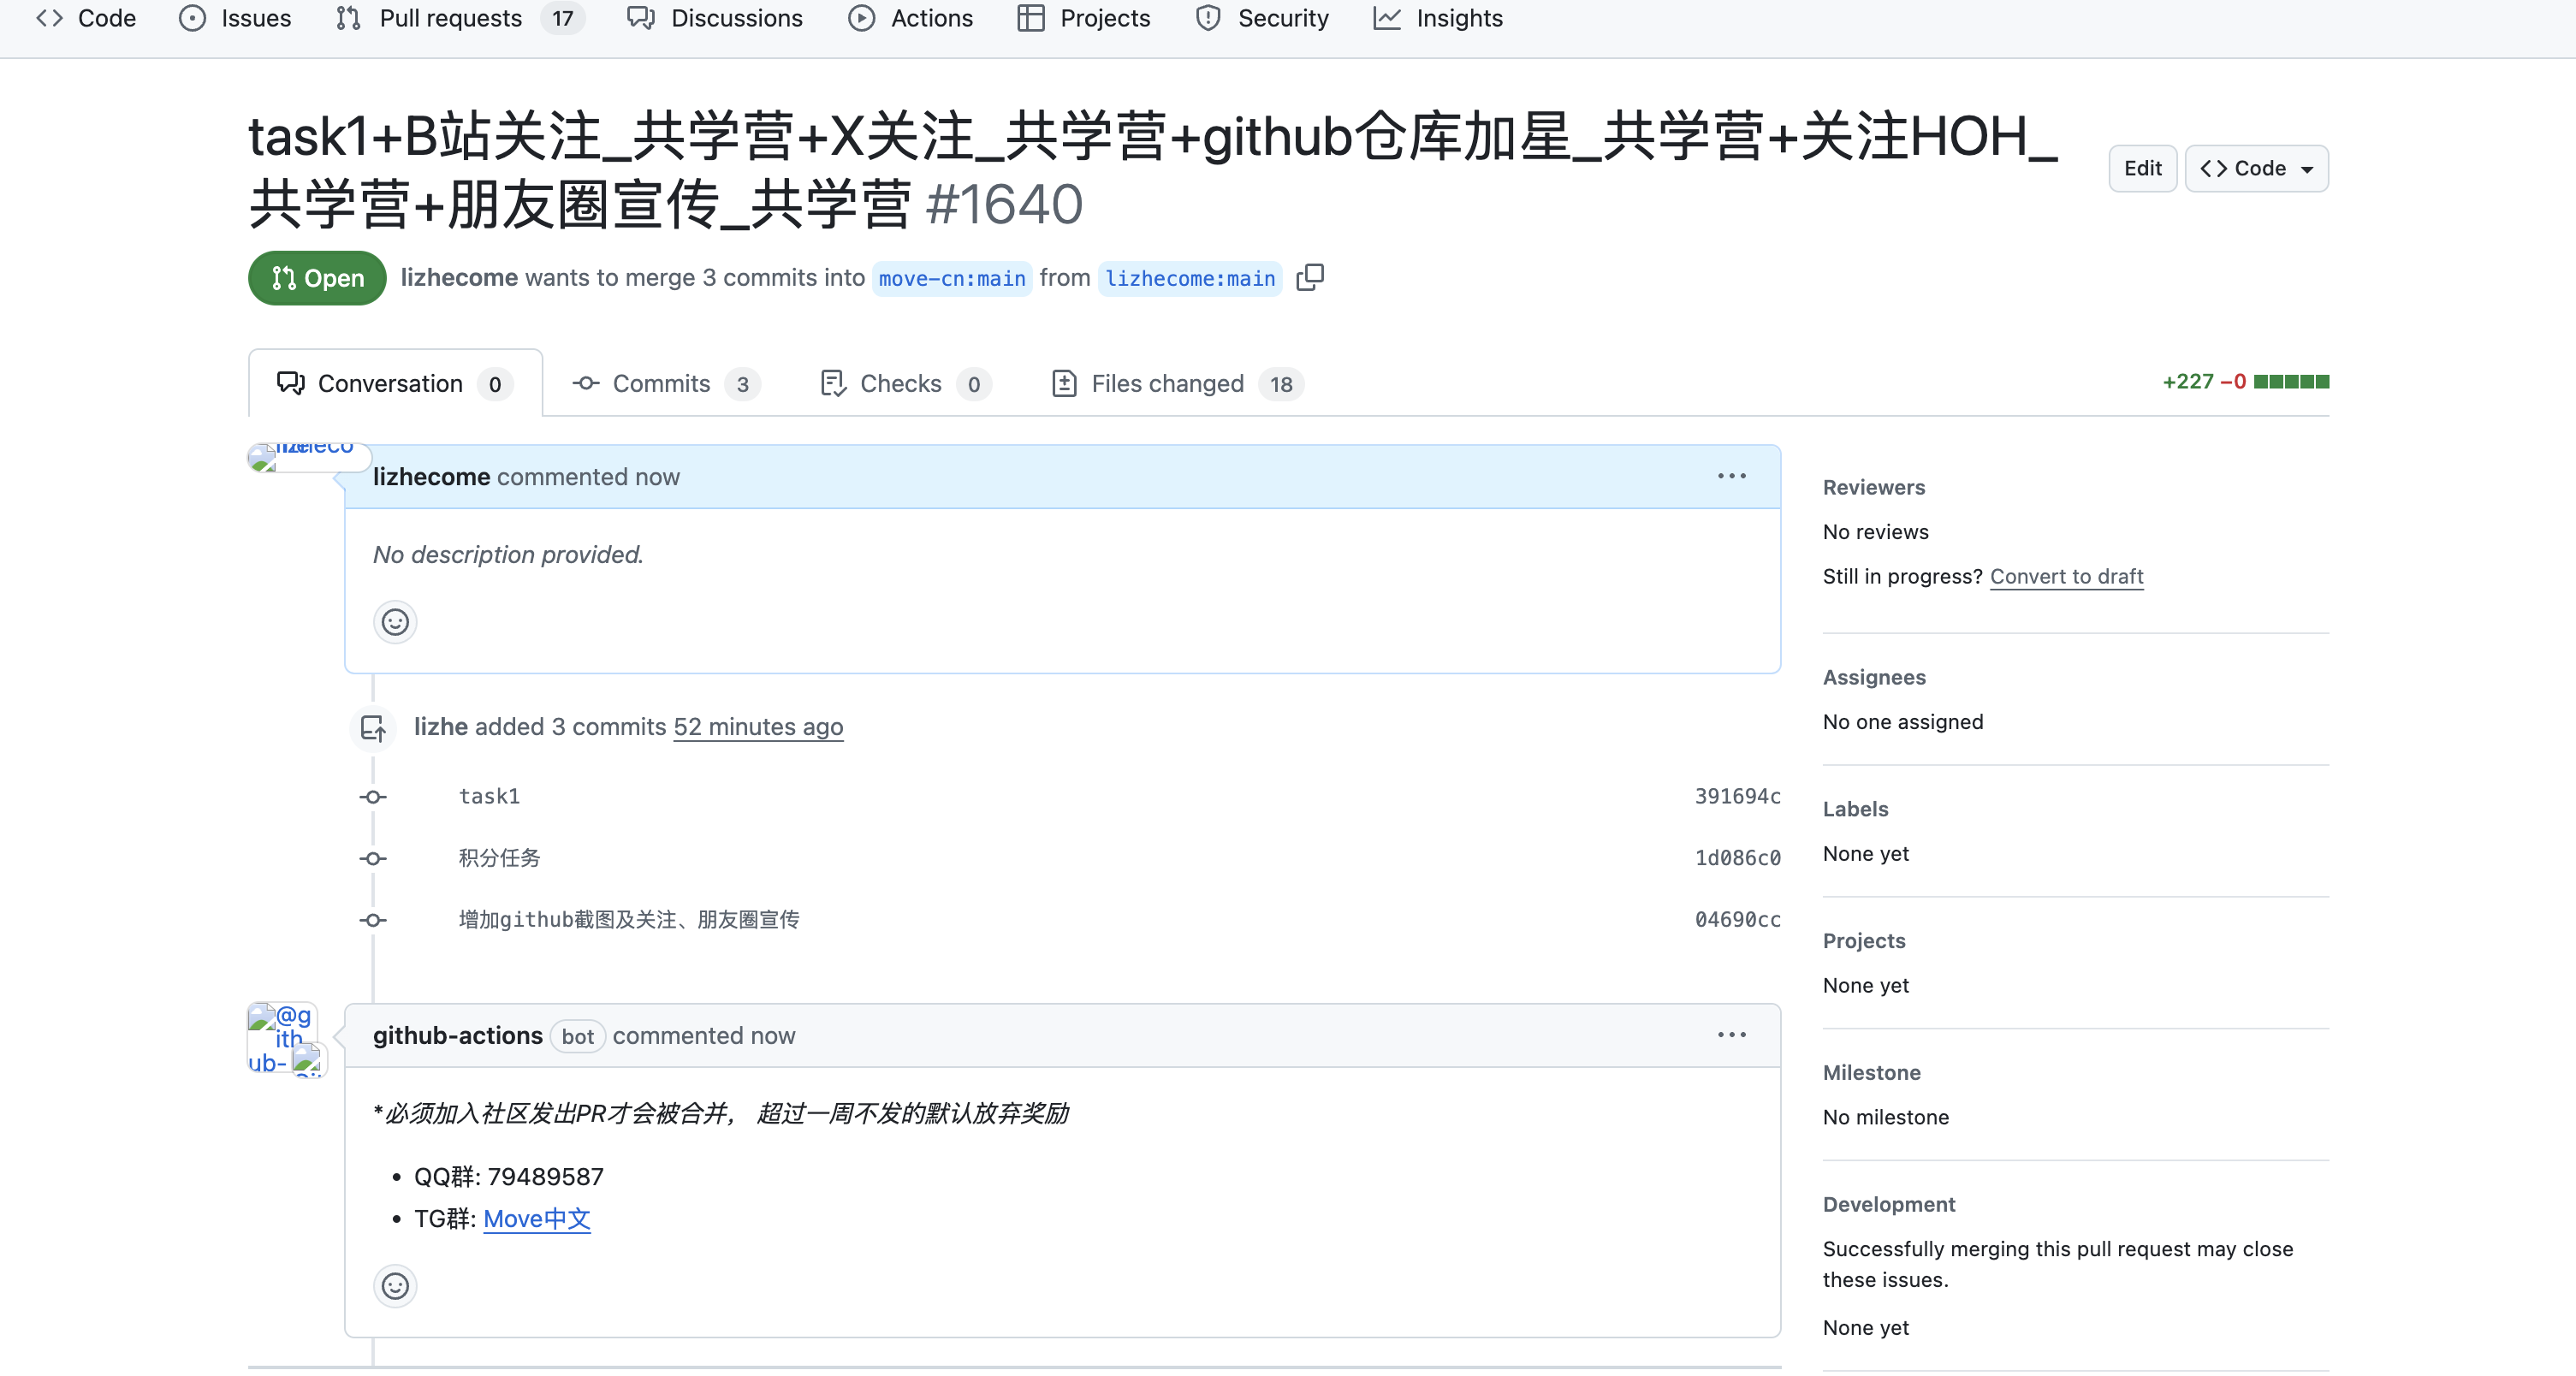 Code Issues Pull requests 17 Discussions Actions Projects Security Insights
task1+B站关注_共学营+X关注_共学营+github仓库加星_共学营+关注HOH_
共学营+朋友圈宣传_共学营 #1640
Edit
Code
Open
lizhecome wants to merge 3 commits into move-cn:main from lizhecome:main
Conversation 0
Commits 3
Checks 0
Files changed 18
+227 −0
lizhecome commented now
No description provided.
lizhe added 3 commits 52 minutes ago
task1 391694c
积分任务 1d086c0
增加github截图及关注、朋友圈宣传 04690cc
@g
ith
ub-
github-actions bot commented now
*必须加入社区发出PR才会被合并, 超过一周不发的默认放弃奖励
• QQ群: 79489587
• TG群: Move中文
Reviewers
No reviews
Still in progress? Convert to draft
Assignees
No one assigned
Labels
None yet
Projects
None yet
Milestone
No milestone
Development
Successfully merging this pull request may close
these issues.
None yet